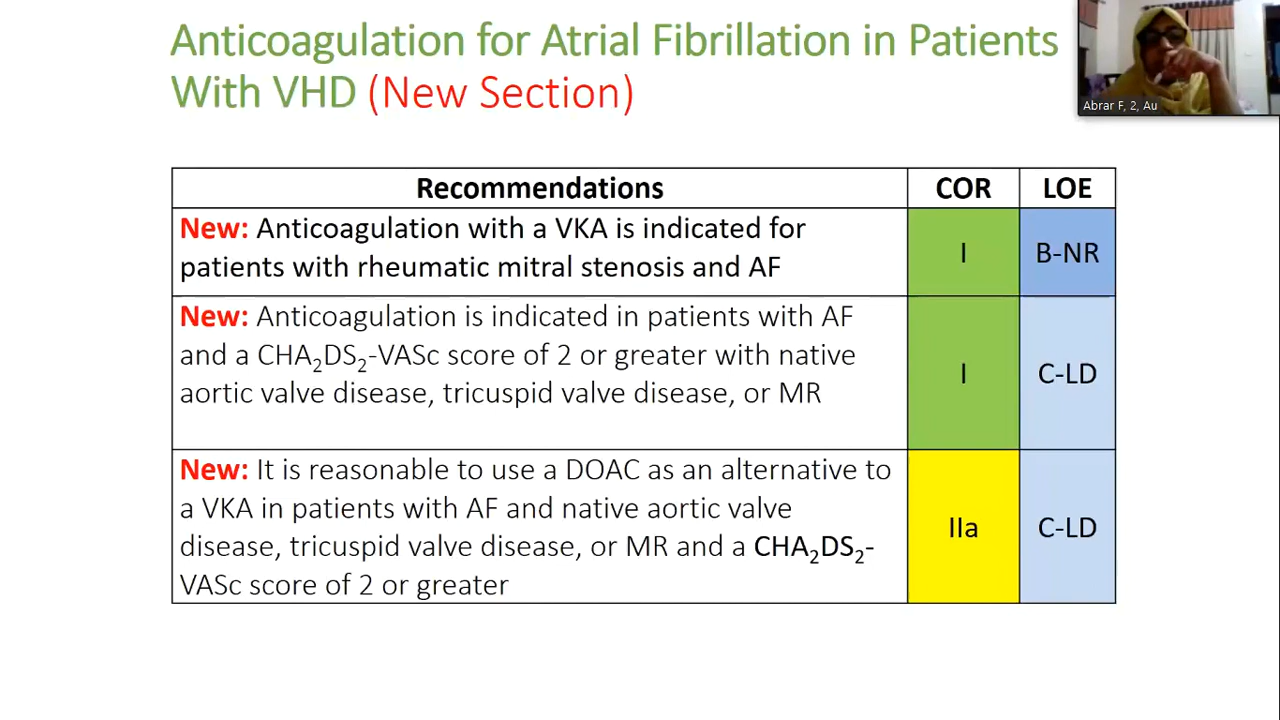 Anticoagulation for Atrial Fibrillation in Patients
With VHD (New Section)
Abrar F, 2, Au
Recommendations COR LOE
New: Anticoagulation with a VKA is indicated for
patients with rheumatic mitral stenosis and AF
I B-NR
New: Anticoagulation is indicated in patients with AF
and a CHA₂DS₂-VASc score of 2 or greater with native
aortic valve disease, tricuspid valve disease, or MR
I C-LD
New: It is reasonable to use a DOAC as an alternative to
a VKA in patients with AF and native aortic valve
disease, tricuspid valve disease, or MR and a CHA₂DS₂-
VASc score of 2 or greater
IIa C-LD